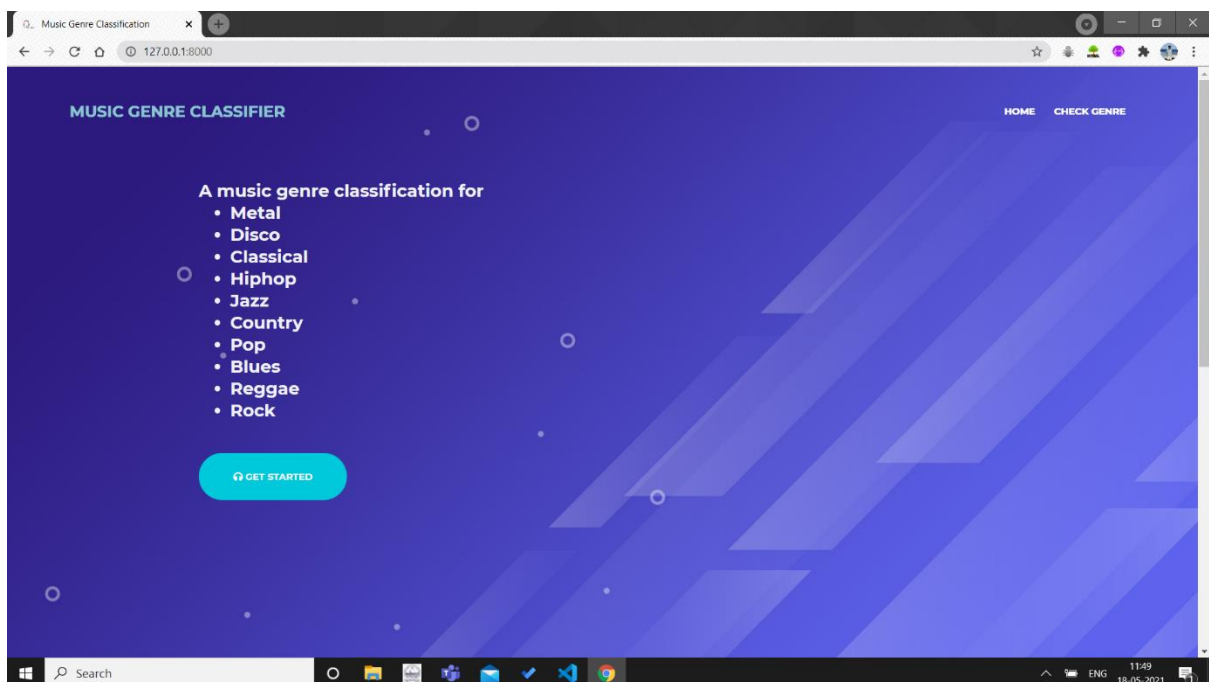 Music Genre Classification
127.0.0.1:8000
MUSIC GENRE CLASSIFIER
HOME CHECK GENRE
A music genre classification for
• Metal
• Disco
• Classical
• Hiphop
• Jazz
• Country
• Pop
• Blues
• Reggae
• Rock
GET STARTED
Search
ENG
11:49
18-05-2021